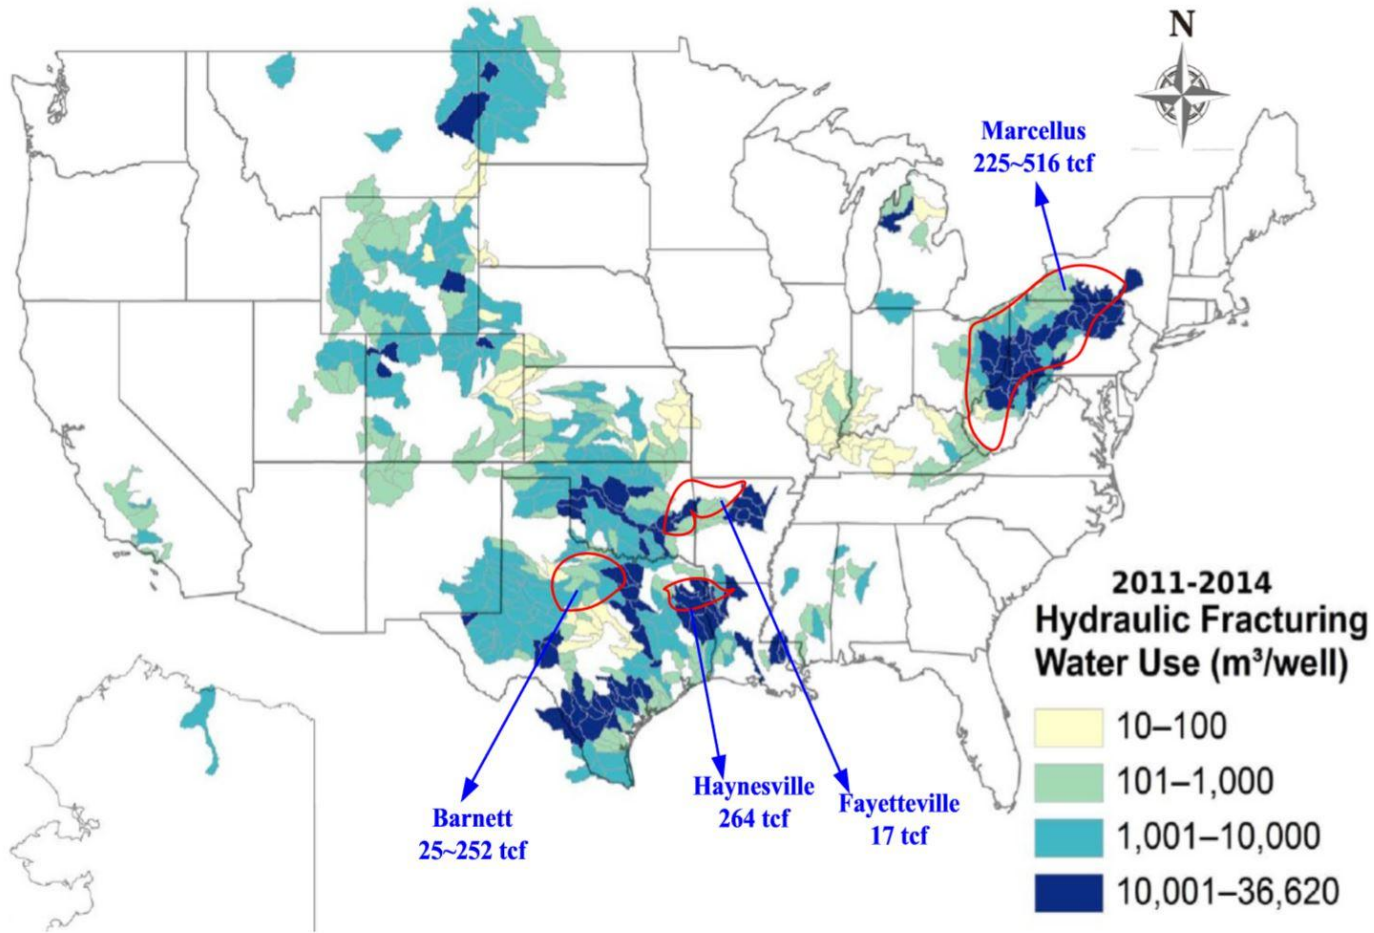 N
Marcellus
225~516 tcf
2011-2014
Hydraulic Fracturing
Water Use (m³/well)
10–100
101–1,000
1,001–10,000
10,001–36,620
Haynesville
264 tcf
Fayetteville
17 tcf
Barnett
25~252 tcf